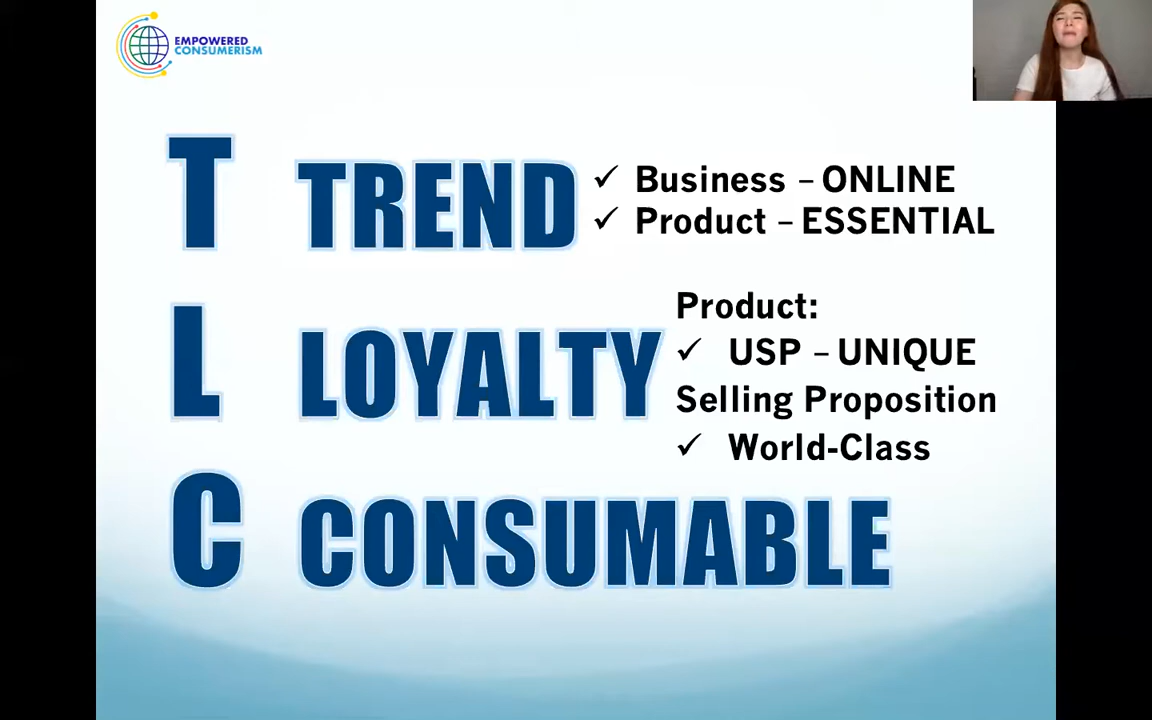 EMPOWERED
CONSUMERISM
T TREND
✓ Business – ONLINE
✓ Product – ESSENTIAL
L LOYALTY
Product:
✓ USP – UNIQUE
Selling Proposition
✓ World-Class
C CONSUMABLE